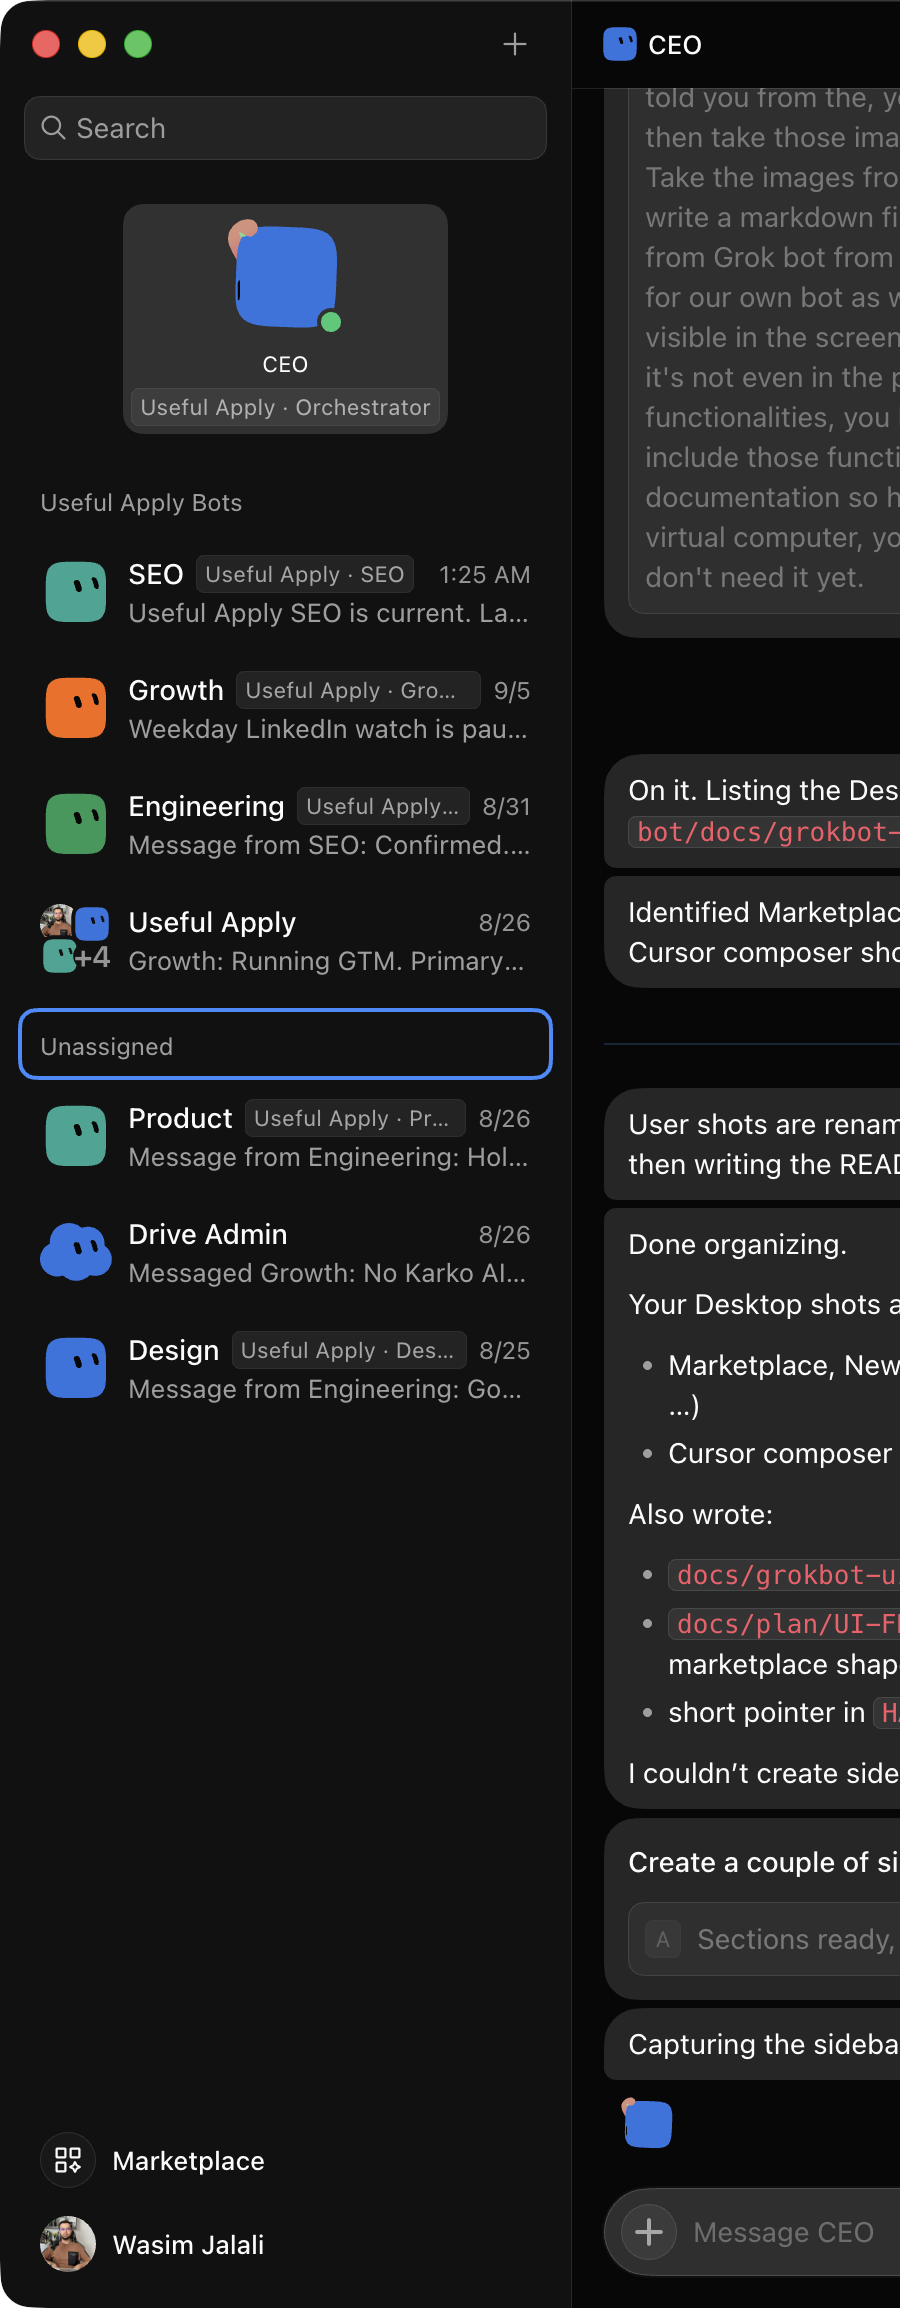 Search
CEO
Useful Apply · Orchestrator
Useful Apply Bots
SEO Useful Apply · SEO 1:25 AM
Useful Apply SEO is current. La...
Growth Useful Apply · Gro... 9/5
Weekday LinkedIn watch is pau...
Engineering Useful Apply... 8/31
Message from SEO: Confirmed....
Useful Apply 8/26
+4
Growth: Running GTM. Primary...
Unassigned
Product Useful Apply · Pr... 8/26
Message from Engineering: Hol...
Drive Admin 8/26
Messaged Growth: No Karko AI...
Design Useful Apply · Des... 8/25
Message from Engineering: Go...
Marketplace
Wasim Jalali
CEO
told you from the, y
then take those ima
Take the images fro
write a markdown fi
from Grok bot from
for our own bot as w
visible in the screen
it's not even in the p
functionalities, you
include those functi
documentation so h
virtual computer, yo
don't need it yet.
On it. Listing the Des
bot/docs/grokbot-
Identified Marketplac
Cursor composer sho
User shots are renam
then writing the READ
Done organizing.
Your Desktop shots a
• Marketplace, New
...)
• Cursor composer
Also wrote:
• docs/grokbot-u
• docs/plan/UI-F
marketplace shap
• short pointer in H
I couldn’t create side
Create a couple of si
A Sections ready,
Capturing the sideba
Message CEO